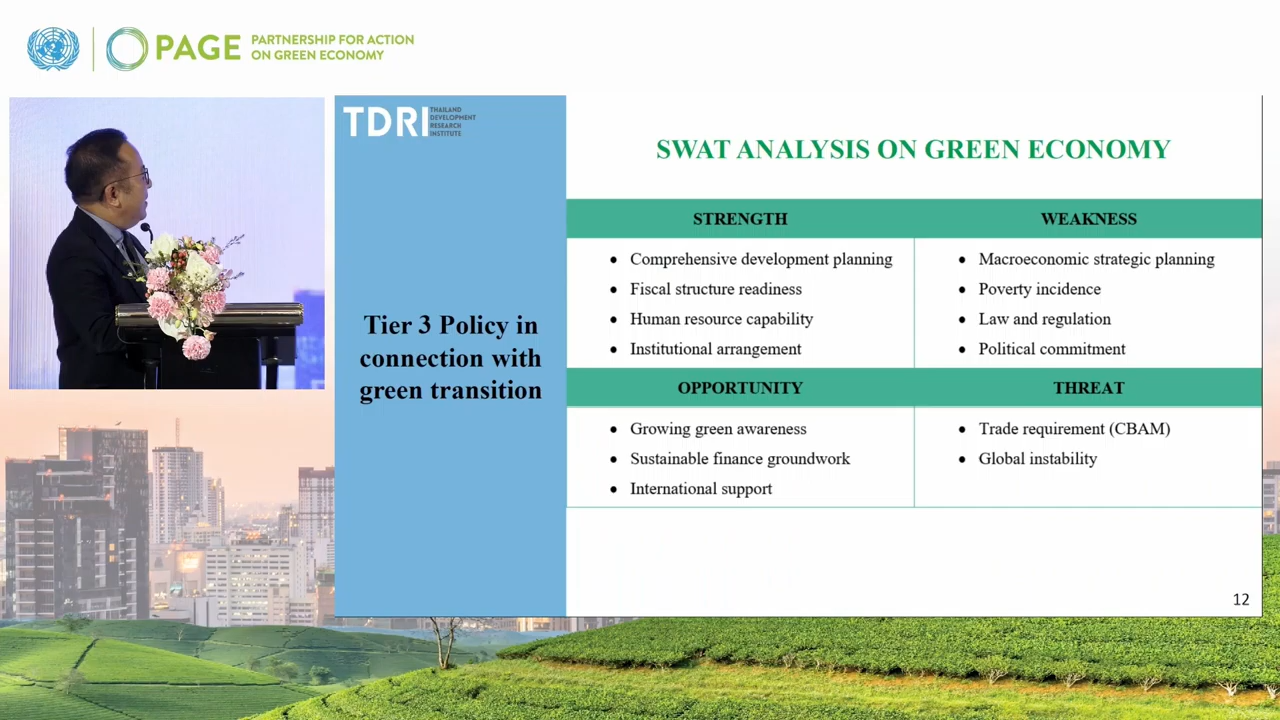 PAGE
PARTNERSHIP FOR ACTION
ON GREEN ECONOMY
TDRI
THAILAND
DEVELOPMENT
RESEARCH
INSTITUTE
Tier 3 Policy in
connection with
green transition
SWAT ANALYSIS ON GREEN ECONOMY
STRENGTH
• Comprehensive development planning
• Fiscal structure readiness
• Human resource capability
• Institutional arrangement
WEAKNESS
• Macroeconomic strategic planning
• Poverty incidence
• Law and regulation
• Political commitment
OPPORTUNITY
• Growing green awareness
• Sustainable finance groundwork
• International support
THREAT
• Trade requirement (CBAM)
• Global instability
12